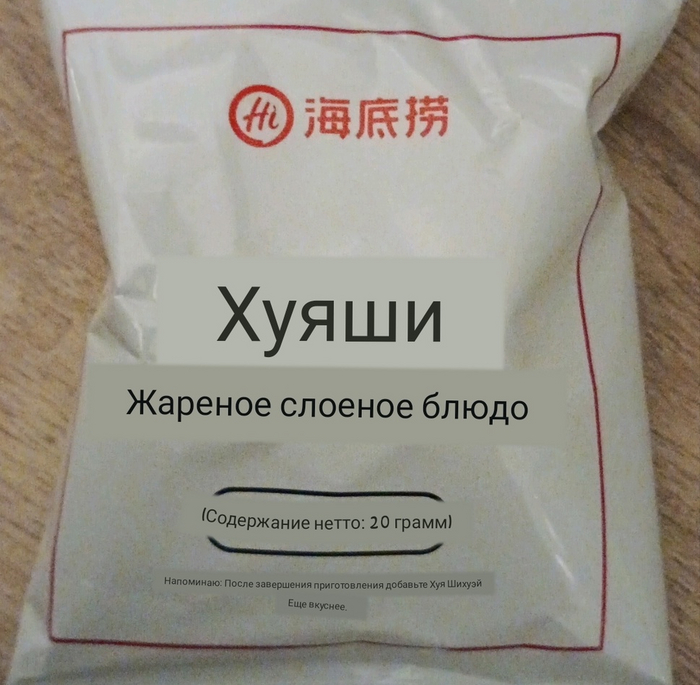 Hi 海底捞
Хуяши
Жареное слоеное блюдо
(Содержание нетто: 20 грамм)
Напоминаю: После завершения приготовления добавьте Хуя Шихуэй
Еще вкуснее.